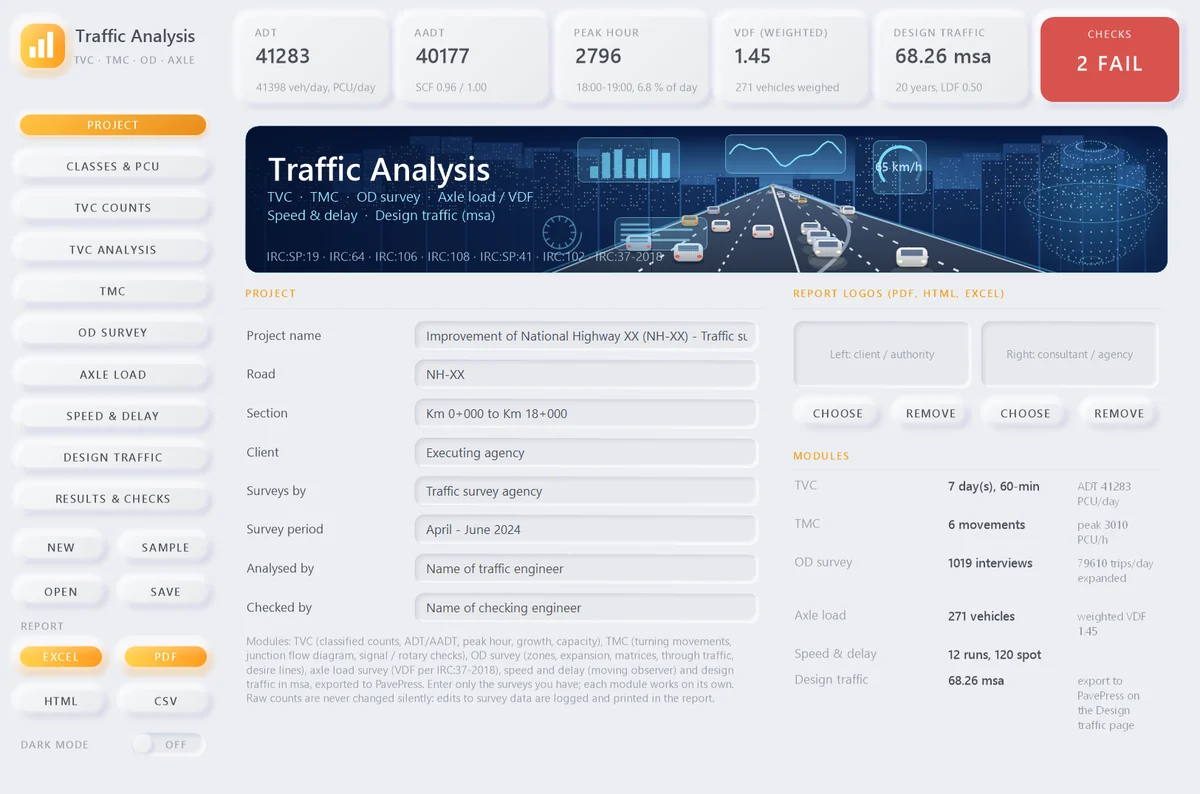 Traffic Analysis
TVC · TMC · OD · AXLE
ADT
41283
41398 veh/day, PCU/day
AADT
40177
SCF 0.96 / 1.00
PEAK HOUR
2796
18:00-19:00, 6.8 % of day
VDF (WEIGHTED)
1.45
271 vehicles weighed
DESIGN TRAFFIC
68.26 msa
20 years, LDF 0.50
CHECKS
2 FAIL
PROJECT
CLASSES & PCU
TVC COUNTS
TVC ANALYSIS
TMC
OD SURVEY
AXLE LOAD
SPEED & DELAY
DESIGN TRAFFIC
RESULTS & CHECKS
NEW
SAMPLE
OPEN
SAVE
REPORT
EXCEL
PDF
HTML
CSV
DARK MODE
OFF
Traffic Analysis
TVC · TMC · OD survey · Axle load / VDF
Speed & delay · Design traffic (msa)
IRC:SP:19 · IRC:64 · IRC:106 · IRC:108 · IRC:SP:41 · IRC:102 · IRC:37-2018
65 km/h
PROJECT
Project name
Improvement of National Highway XX (NH-XX) - Traffic su
Road
NH-XX
Section
Km 0+000 to Km 18+000
Client
Executing agency
Surveys by
Traffic survey agency
Survey period
April - June 2024
Analysed by
Name of traffic engineer
Checked by
Name of checking engineer
Modules: TVC (classified counts, ADT/AADT, peak hour, growth, capacity), TMC (turning movements,
junction flow diagram, signal / rotary checks), OD survey (zones, expansion, matrices, through traffic,
desire lines), axle load survey (VDF per IRC:37-2018), speed and delay (moving observer) and design
traffic in msa, exported to PavePress. Enter only the surveys you have; each module works on its own.
Raw counts are never changed silently: edits to survey data are logged and printed in the report.
REPORT LOGOS (PDF, HTML, EXCEL)
Left: client / authority
Right: consultant / agency
CHOOSE
REMOVE
CHOOSE
REMOVE
MODULES
TVC
7 day(s), 60-min
ADT 41283
PCU/day
TMC
6 movements
peak 3010
PCU/h
OD survey
1019 interviews
79610 trips/day
expanded
Axle load
271 vehicles
weighted VDF
1.45
Speed & delay
12 runs, 120 spot
Design traffic
68.26 msa
export to
PavePress on
the Design
traffic page